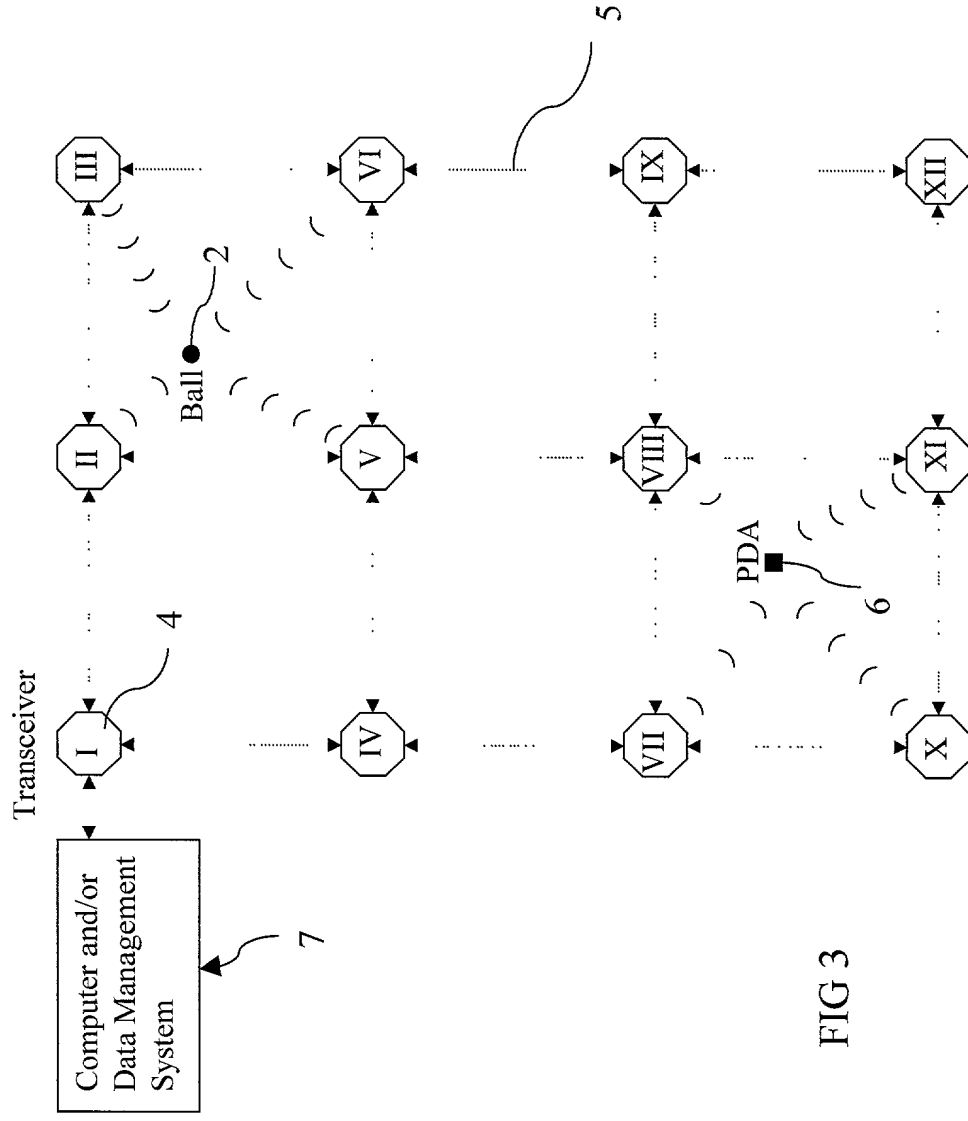 Transceiver
Computer and/or
Data Management
System
I
II
III
4
Ball
2
7
IV
V
VI
5
VII
VIII
IX
PDA
6
X
XI
XII
FIG 3